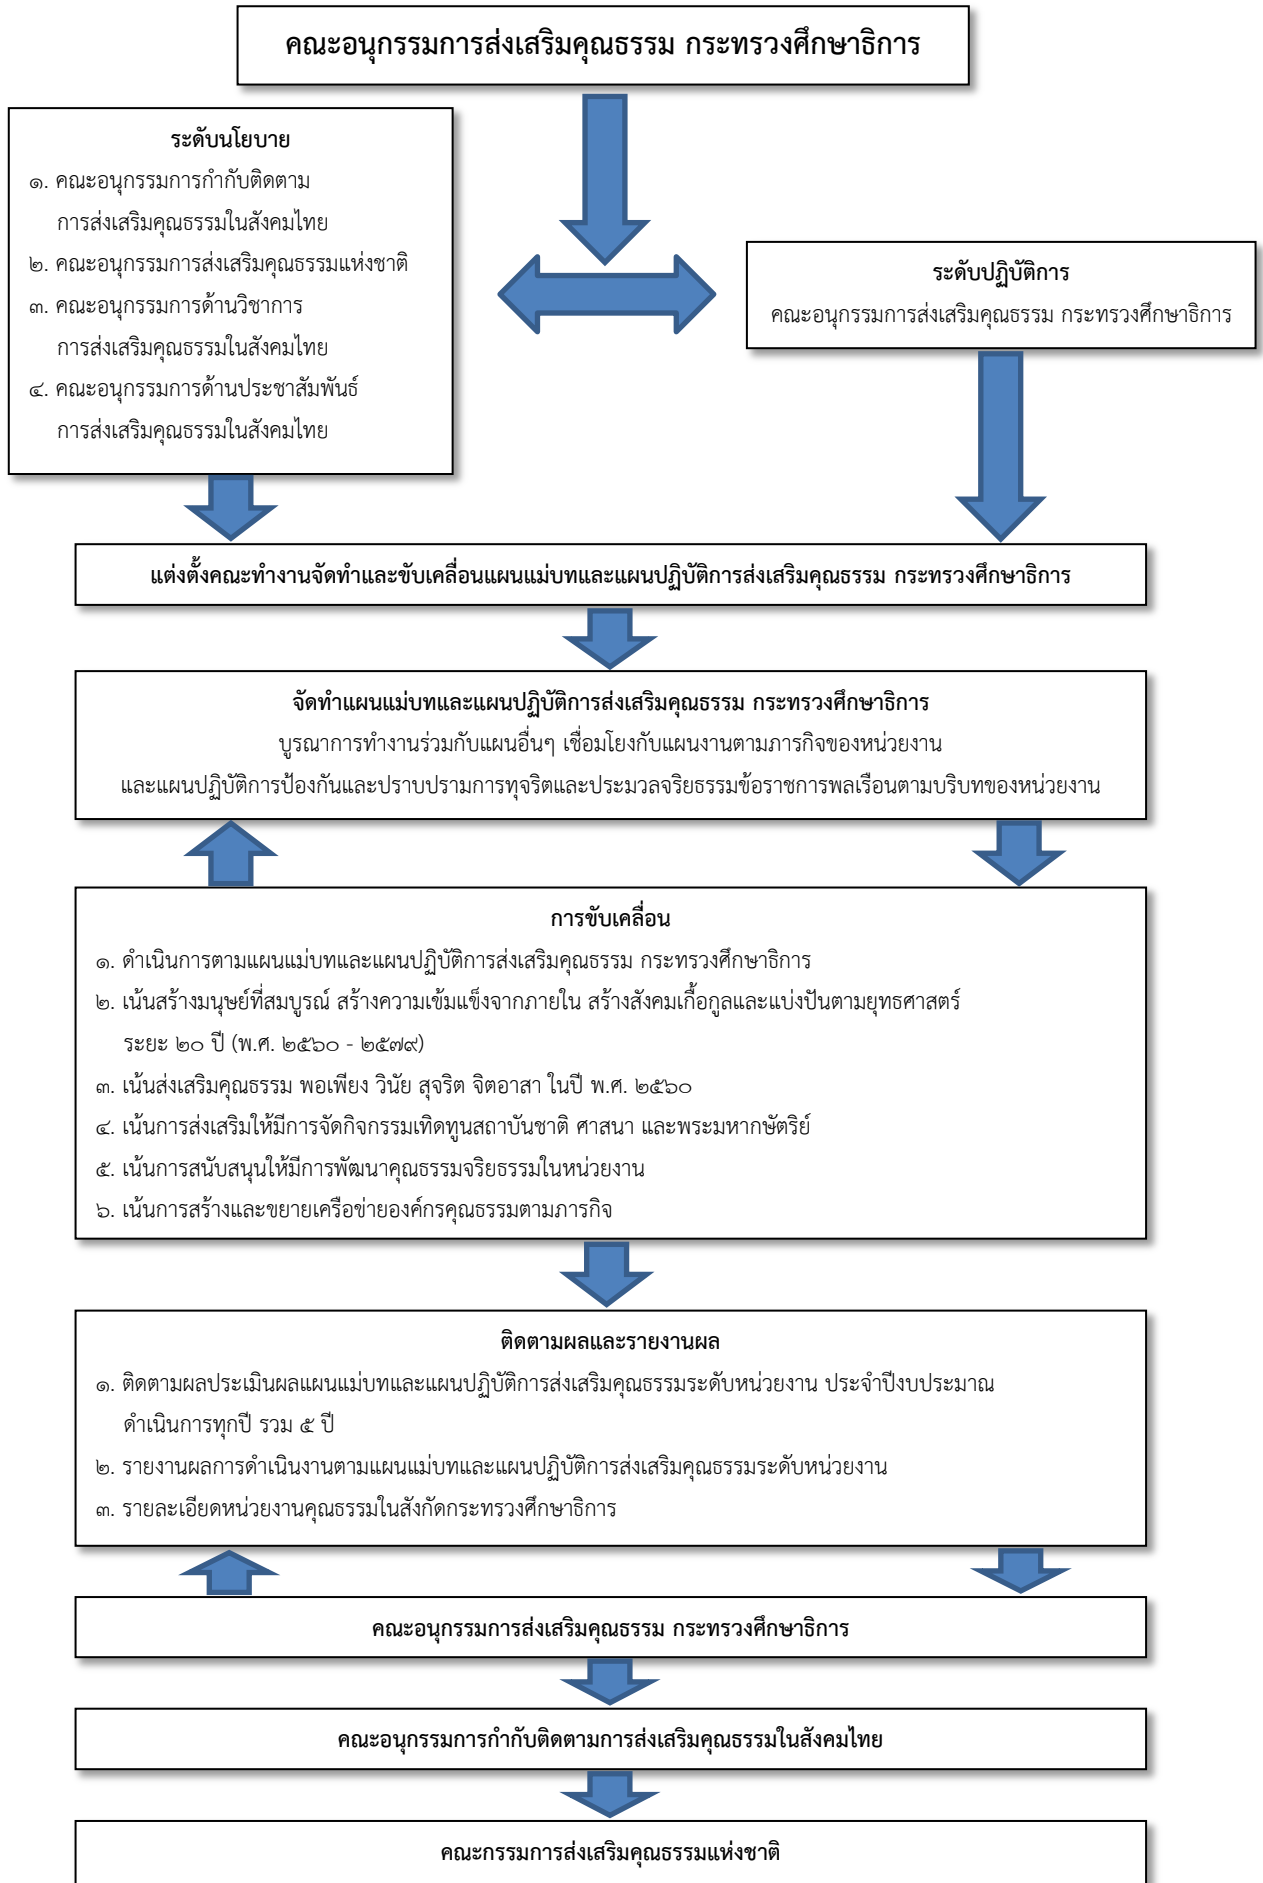 คณะอนุกรรมการส่งเสริมคุณธรรม กระทรวงศึกษาธิการ
ระดับนโยบาย
๑. คณะอนุกรรมการกำกับติดตาม
การส่งเสริมคุณธรรมในสังคมไทย
๒. คณะอนุกรรมการส่งเสริมคุณธรรมแห่งชาติ
๓. คณะอนุกรรมการด้านวิชาการ
การส่งเสริมคุณธรรมในสังคมไทย
๔. คณะอนุกรรมการด้านประชาสัมพันธ์
การส่งเสริมคุณธรรมในสังคมไทย
ระดับปฏิบัติการ
คณะอนุกรรมการส่งเสริมคุณธรรม กระทรวงศึกษาธิการ
แต่งตั้งคณะทำงานจัดทำและขับเคลื่อนแผนแม่บทและแผนปฏิบัติการส่งเสริมคุณธรรม กระทรวงศึกษาธิการ
จัดทำแผนแม่บทและแผนปฏิบัติการส่งเสริมคุณธรรม กระทรวงศึกษาธิการ
บูรณาการทำงานร่วมกับแผนอื่นๆ เชื่อมโยงกับแผนงานตามภารกิจของหน่วยงาน
และแผนปฏิบัติการป้องกันและปราบปรามการทุจริตและประมวลจริยธรรมข้อราชการพลเรือนตามบริบทของหน่วยงาน
การขับเคลื่อน
๑. ดำเนินการตามแผนแม่บทและแผนปฏิบัติการส่งเสริมคุณธรรม กระทรวงศึกษาธิการ
๒. เน้นสร้างมนุษย์ที่สมบูรณ์ สร้างความเข้มแข็งจากภายใน สร้างสังคมเกื้อกูลและแบ่งปันตามยุทธศาสตร์
ระยะ ๒๐ ปี (พ.ศ. ๒๕๖๐ - ๒๕๗๙)
๓. เน้นส่งเสริมคุณธรรม พอเพียง วินัย สุจริต จิตอาสา ในปี พ.ศ. ๒๕๖๐
๔. เน้นการส่งเสริมให้มีการจัดกิจกรรมเทิดทูนสถาบันชาติ ศาสนา และพระมหากษัตริย์
๕. เน้นการสนับสนุนให้มีการพัฒนาคุณธรรมจริยธรรมในหน่วยงาน
๖. เน้นการสร้างและขยายเครือข่ายองค์กรคุณธรรมตามภารกิจ
ติดตามผลและรายงานผล
๑. ติดตามผลประเมินผลแผนแม่บทและแผนปฏิบัติการส่งเสริมคุณธรรมระดับหน่วยงาน ประจำปีงบประมาณ
ดำเนินการทุกปี รวม ๕ ปี
๒. รายงานผลการดำเนินงานตามแผนแม่บทและแผนปฏิบัติการส่งเสริมคุณธรรมระดับหน่วยงาน
๓. รายละเอียดหน่วยงานคุณธรรมในสังกัดกระทรวงศึกษาธิการ
คณะอนุกรรมการส่งเสริมคุณธรรม กระทรวงศึกษาธิการ
คณะอนุกรรมการกำกับติดตามการส่งเสริมคุณธรรมในสังคมไทย
คณะกรรมการส่งเสริมคุณธรรมแห่งชาติ